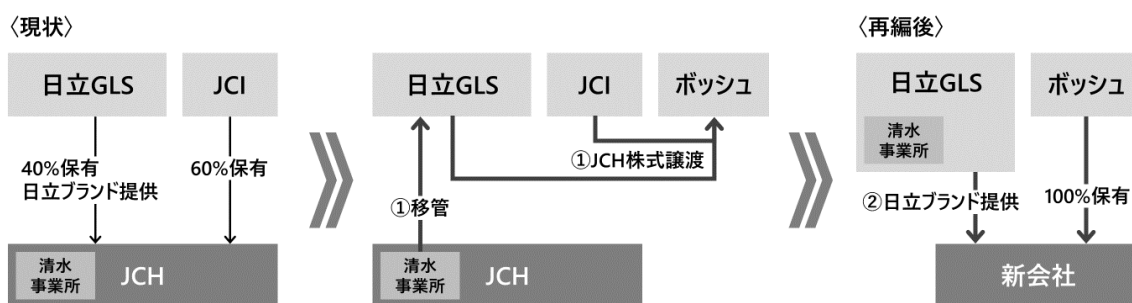 〈現状〉
日立GLS
JCI
40%保有
日立ブランド提供
60%保有
清水
事業所
JCH
日立GLS
JCI
ボッシュ
①JCH株式譲渡
①移管
清水
事業所
JCH
〈再編後〉
日立GLS
清水
事業所
ボッシュ
②日立ブランド提供
100%保有
新会社